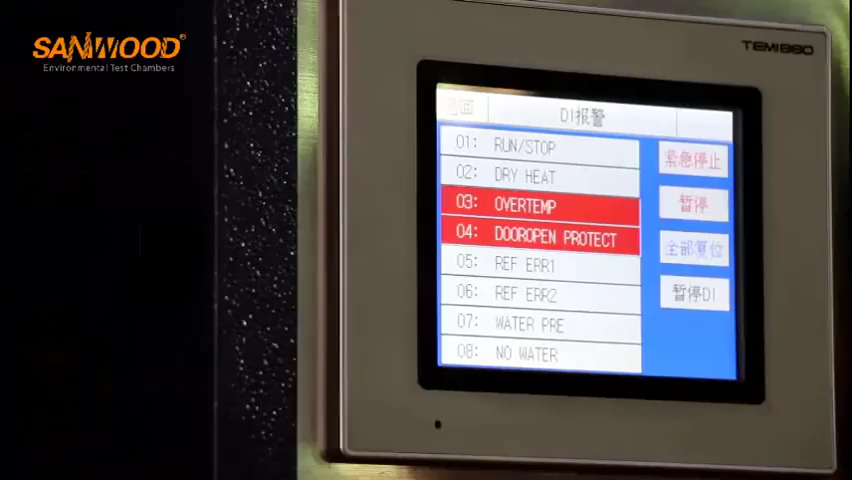 SANWOOD®
Environmental Test Chambers
TEMI880
DI报警
01: RUN/STOP
02: DRY HEAT
03: OVERTEMP
04: DOOROPEN PROTECT
05: REF ERR1
06: REF ERR2
07: WATER PRE
08: NO WATER
紧急停止
暂停
全部复位
暂停DI